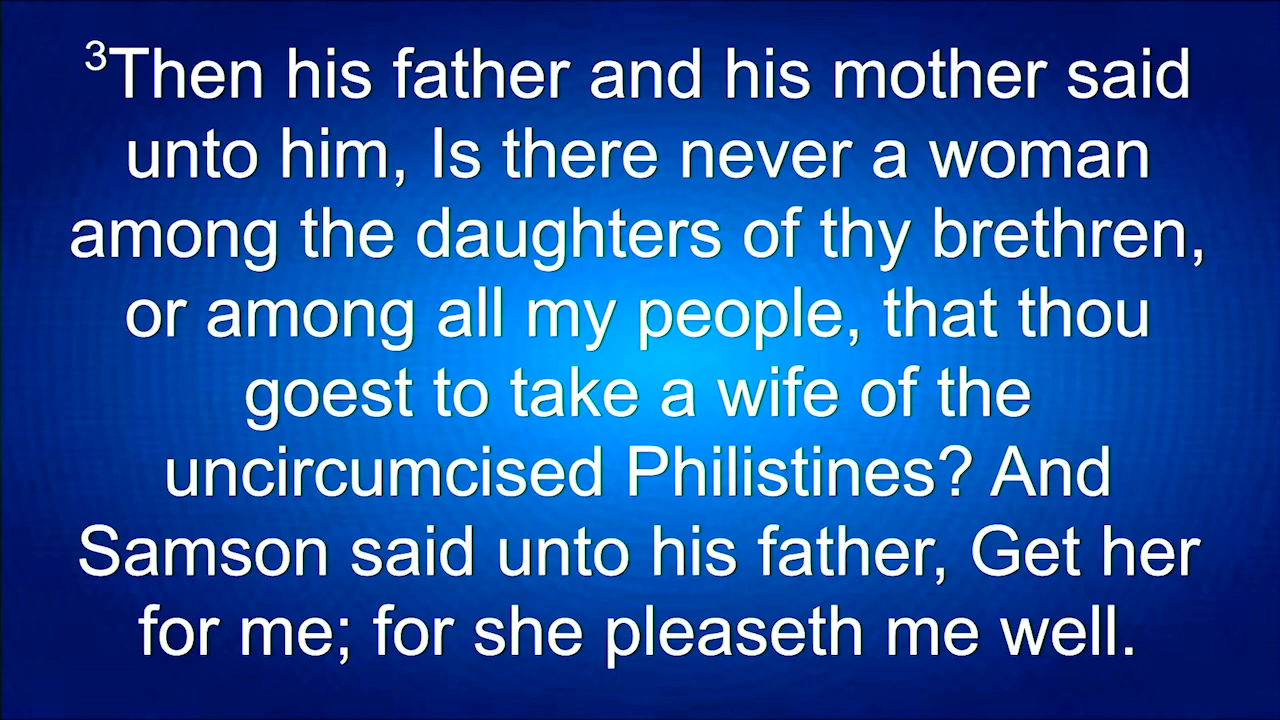 3Then his father and his mother said
unto him, Is there never a woman
among the daughters of thy brethren,
or among all my people, that thou
goest to take a wife of the
uncircumcised Philistines? And
Samson said unto his father, Get her
for me; for she pleaseth me well.